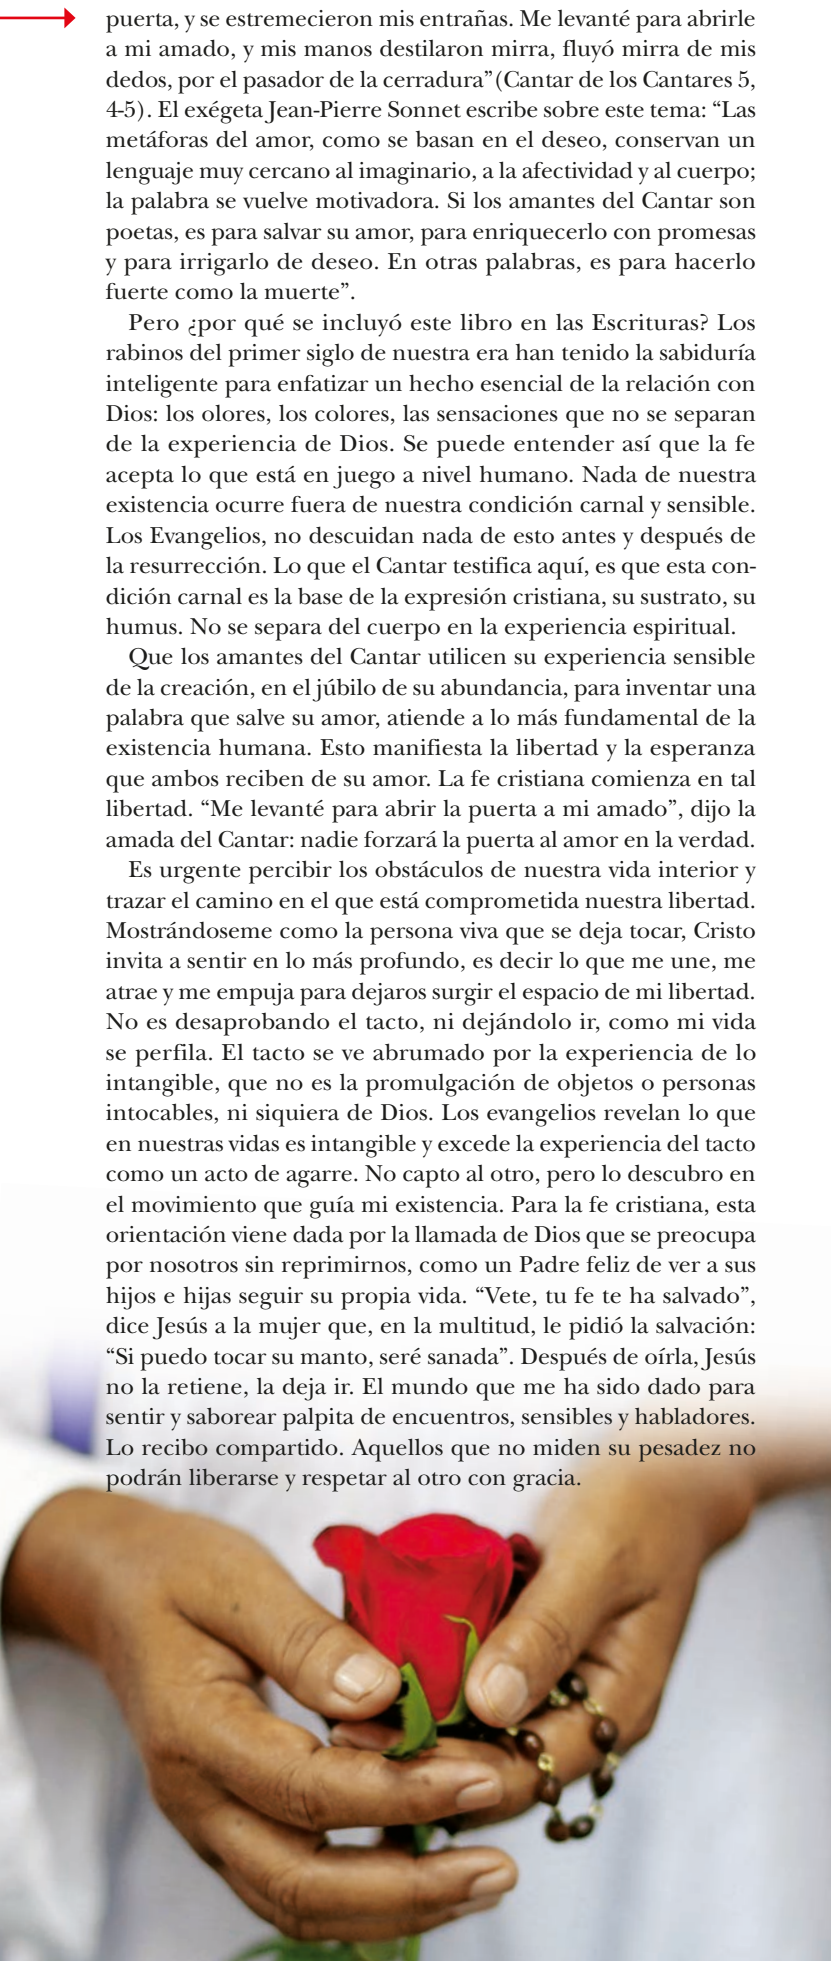 puerta, y se estremecieron mis entrañas. Me levanté para abrirle
a mi amado, y mis manos destilaron mirra, fluyó mirra de mis
dedos, por el pasador de la cerradura”(Cantar de los Cantares 5,
4-5). El exégeta Jean-Pierre Sonnet escribe sobre este tema: “Las
metáforas del amor, como se basan en el deseo, conservan un
lenguaje muy cercano al imaginario, a la afectividad y al cuerpo;
la palabra se vuelve motivadora. Si los amantes del Cantar son
poetas, es para salvar su amor, para enriquecerlo con promesas
y para irrigarlo de deseo. En otras palabras, es para hacerlo
fuerte como la muerte”.
Pero ¿por qué se incluyó este libro en las Escrituras? Los
rabinos del primer siglo de nuestra era han tenido la sabiduría
inteligente para enfatizar un hecho esencial de la relación con
Dios: los olores, los colores, las sensaciones que no se separan
de la experiencia de Dios. Se puede entender así que la fe
acepta lo que está en juego a nivel humano. Nada de nuestra
existencia ocurre fuera de nuestra condición carnal y sensible.
Los Evangelios, no descuidan nada de esto antes y después de
la resurrección. Lo que el Cantar testifica aquí, es que esta con-
dición carnal es la base de la expresión cristiana, su sustrato, su
humus. No se separa del cuerpo en la experiencia espiritual.
Que los amantes del Cantar utilicen su experiencia sensible
de la creación, en el júbilo de su abundancia, para inventar una
palabra que salve su amor, atiende a lo más fundamental de la
existencia humana. Esto manifiesta la libertad y la esperanza
que ambos reciben de su amor. La fe cristiana comienza en tal
libertad. “Me levanté para abrir la puerta a mi amado”, dijo la
amada del Cantar: nadie forzará la puerta al amor en la verdad.
Es urgente percibir los obstáculos de nuestra vida interior y
trazar el camino en el que está comprometida nuestra libertad.
Mostrándoseme como la persona viva que se deja tocar, Cristo
invita a sentir en lo más profundo, es decir lo que me une, me
atrae y me empuja para dejaros surgir el espacio de mi libertad.
No es desaprobando el tacto, ni dejándolo ir, como mi vida
se perfila. El tacto se ve abrumado por la experiencia de lo
intangible, que no es la promulgación de objetos o personas
intocables, ni siquiera de Dios. Los evangelios revelan lo que
en nuestras vidas es intangible y excede la experiencia del tacto
como un acto de agarre. No capto al otro, pero lo descubro en
el movimiento que guía mi existencia. Para la fe cristiana, esta
orientación viene dada por la llamada de Dios que se preocupa
por nosotros sin reprimirnos, como un Padre feliz de ver a sus
hijos e hijas seguir su propia vida. “Vete, tu fe te ha salvado”,
dice Jesús a la mujer que, en la multitud, le pidió la salvación:
“Si puedo tocar su manto, seré sanada”. Después de oírla, Jesús
no la retiene, la deja ir. El mundo que me ha sido dado para
sentir y saborear palpita de encuentros, sensibles y habladores.
Lo recibo compartido. Aquellos que no miden su pesadez no
podrán liberarse y respetar al otro con gracia.